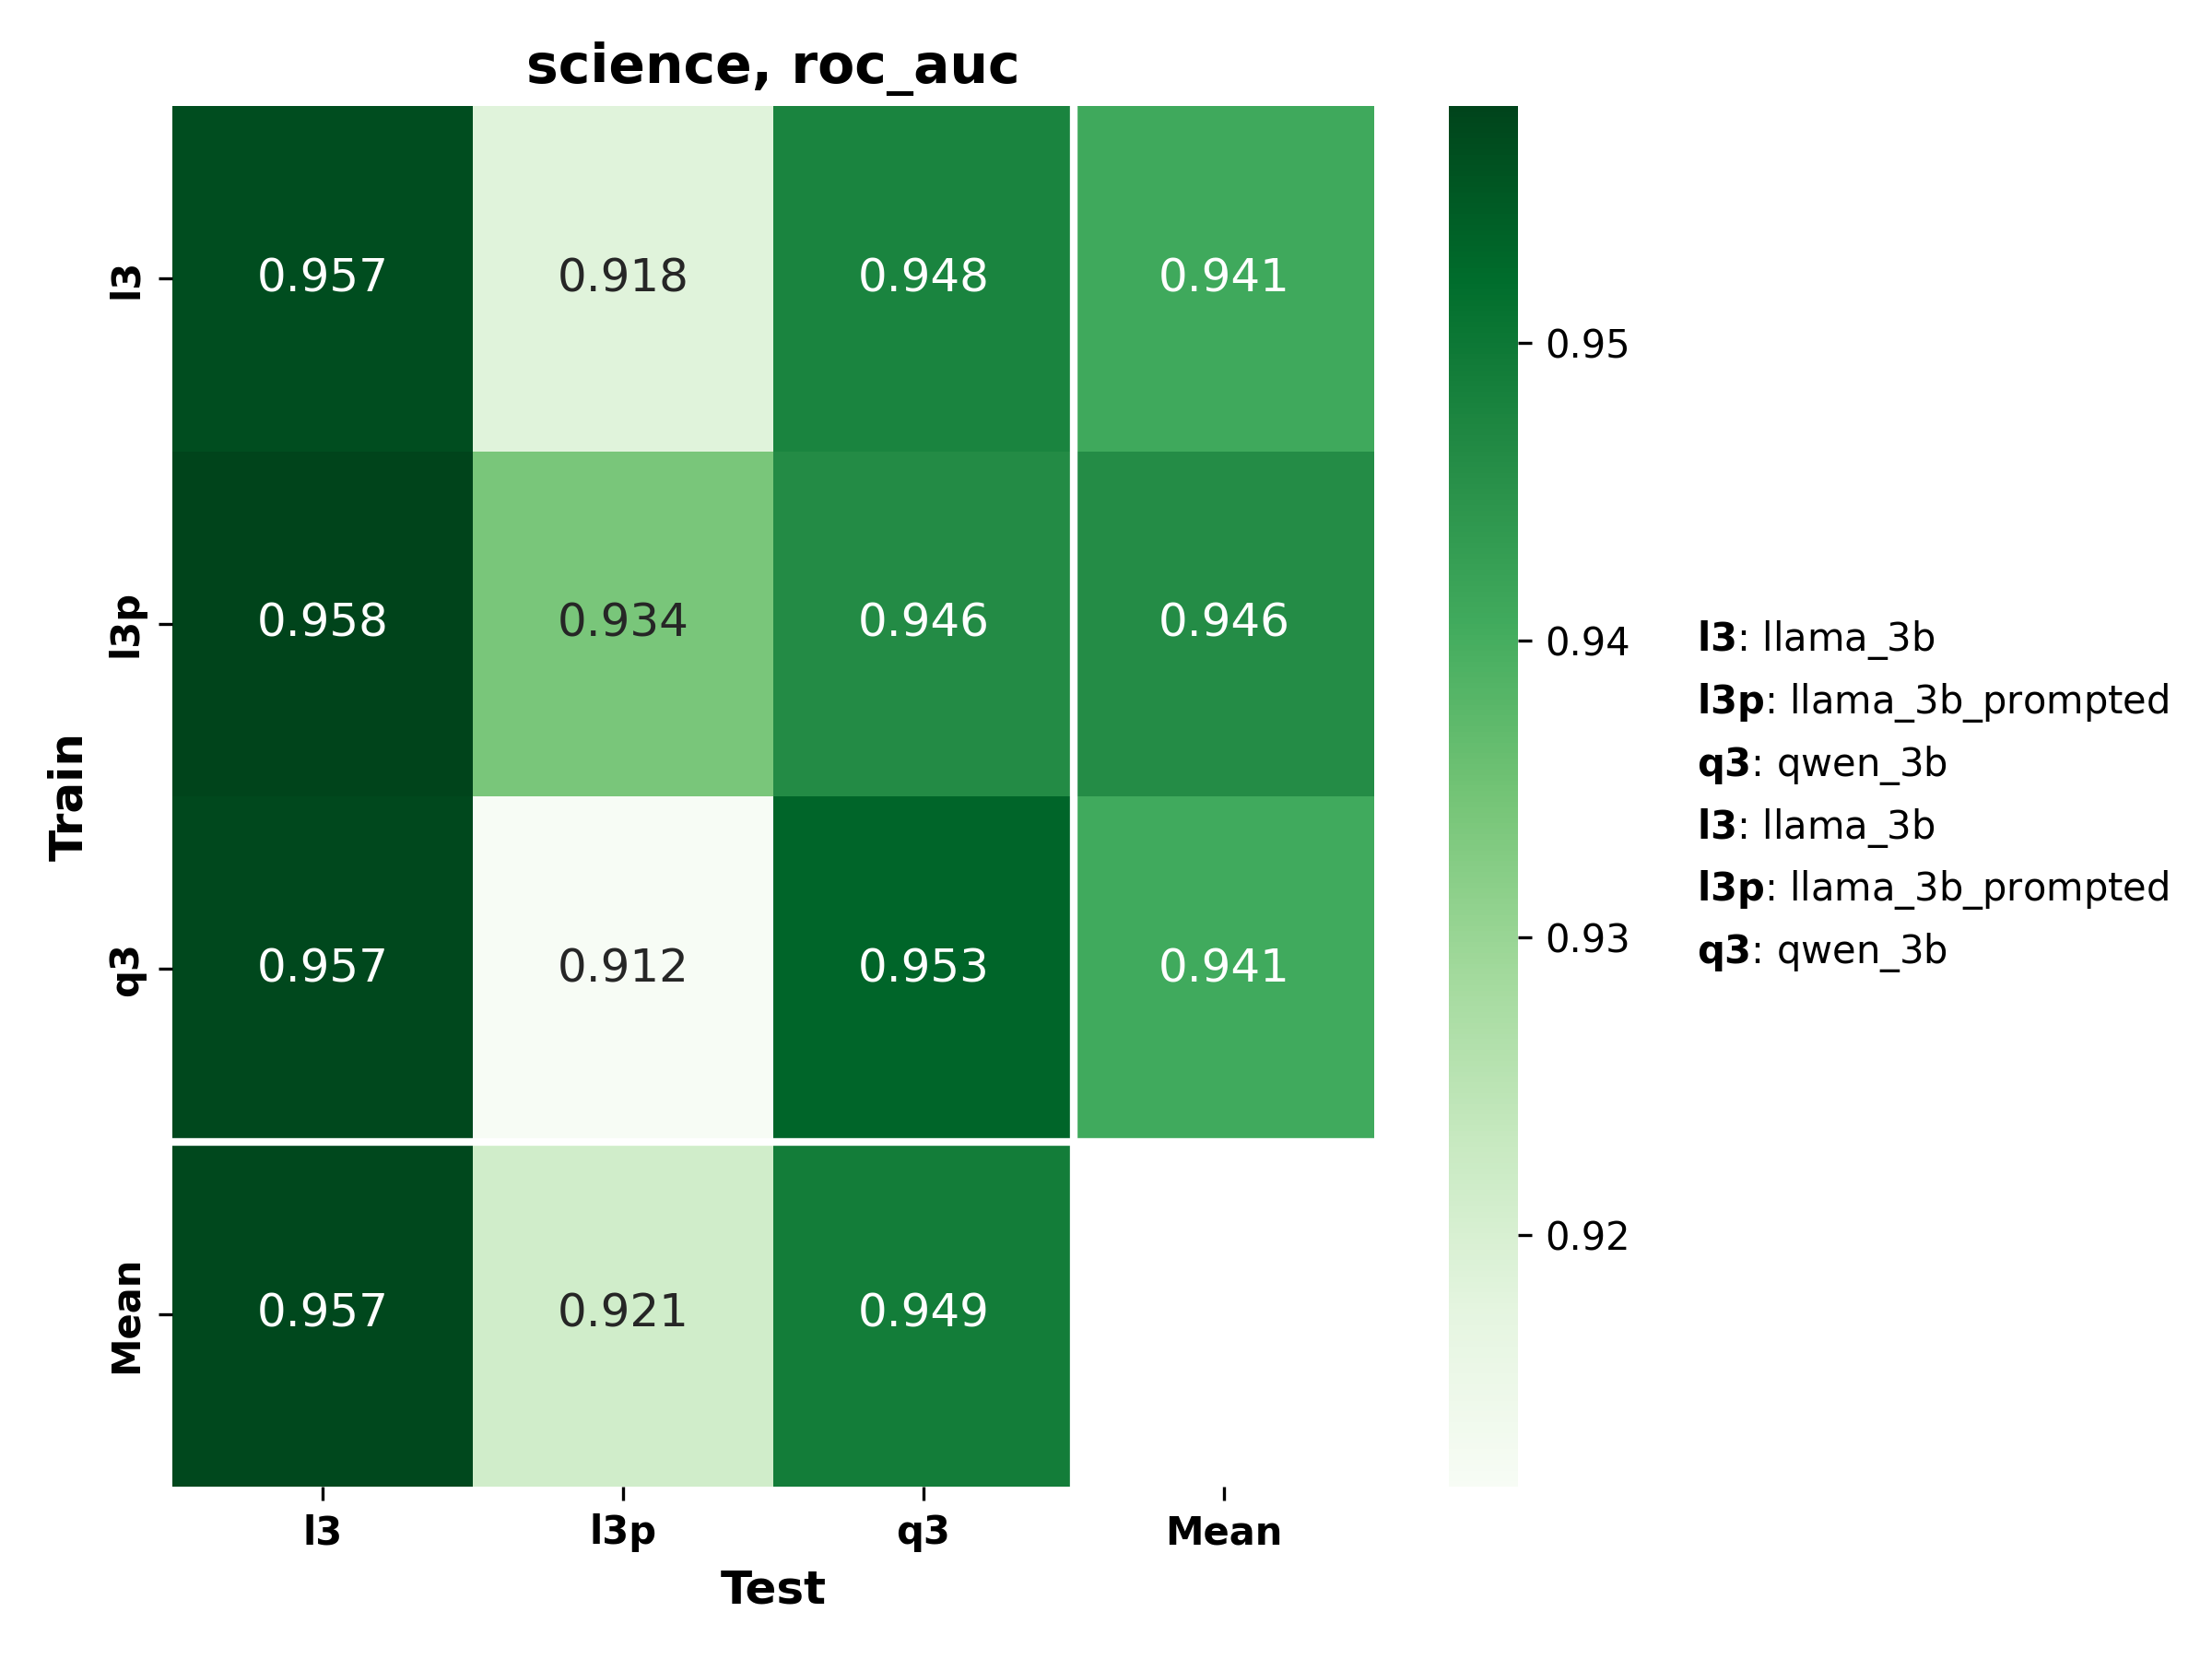 science, roc_auc
l3 0.957 0.918 0.948 0.941
l3p 0.958 0.934 0.946 0.946
q3 0.957 0.912 0.953 0.941
Mean 0.957 0.921 0.949
l3 l3p q3 Mean
Test
Train
0.95
0.94
0.93
0.92
l3: llama_3b
l3p: llama_3b_prompted
q3: qwen_3b
l3: llama_3b
l3p: llama_3b_prompted
q3: qwen_3b